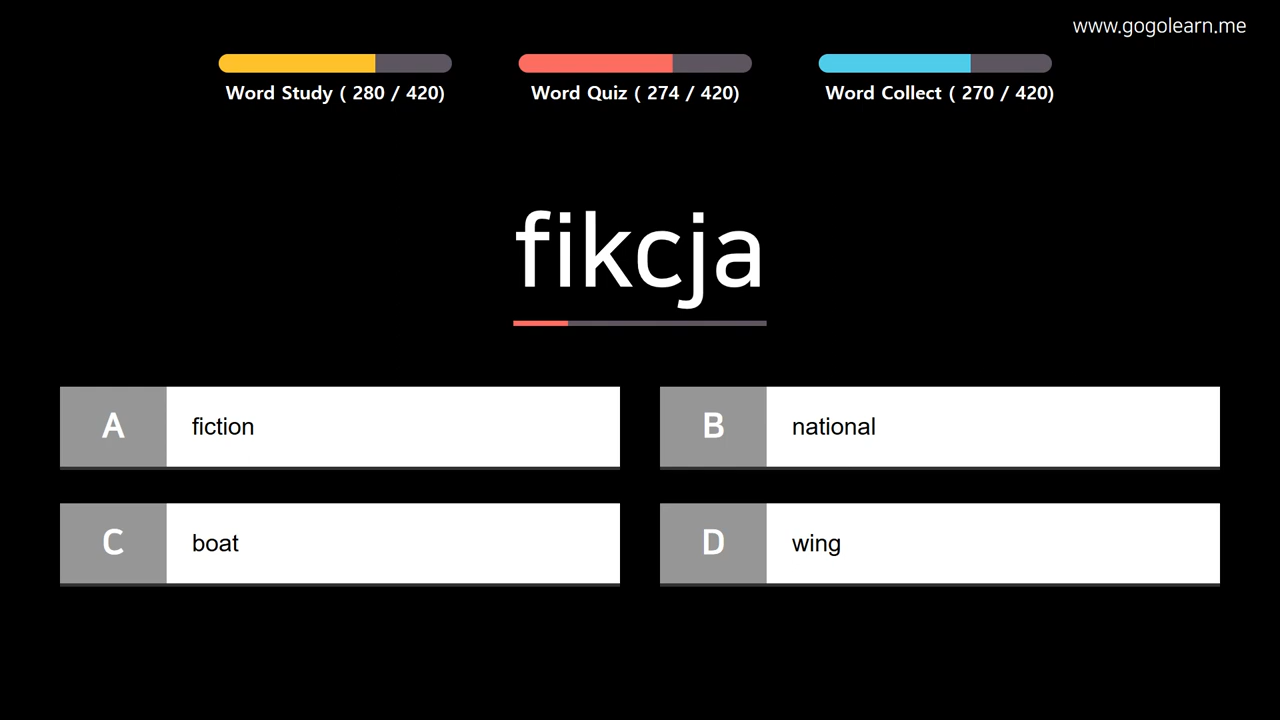 www.gogolearn.me
Word Study ( 280 / 420)
Word Quiz ( 274 / 420)
Word Collect ( 270 / 420)
fikcja
A fiction
B national
C boat
D wing